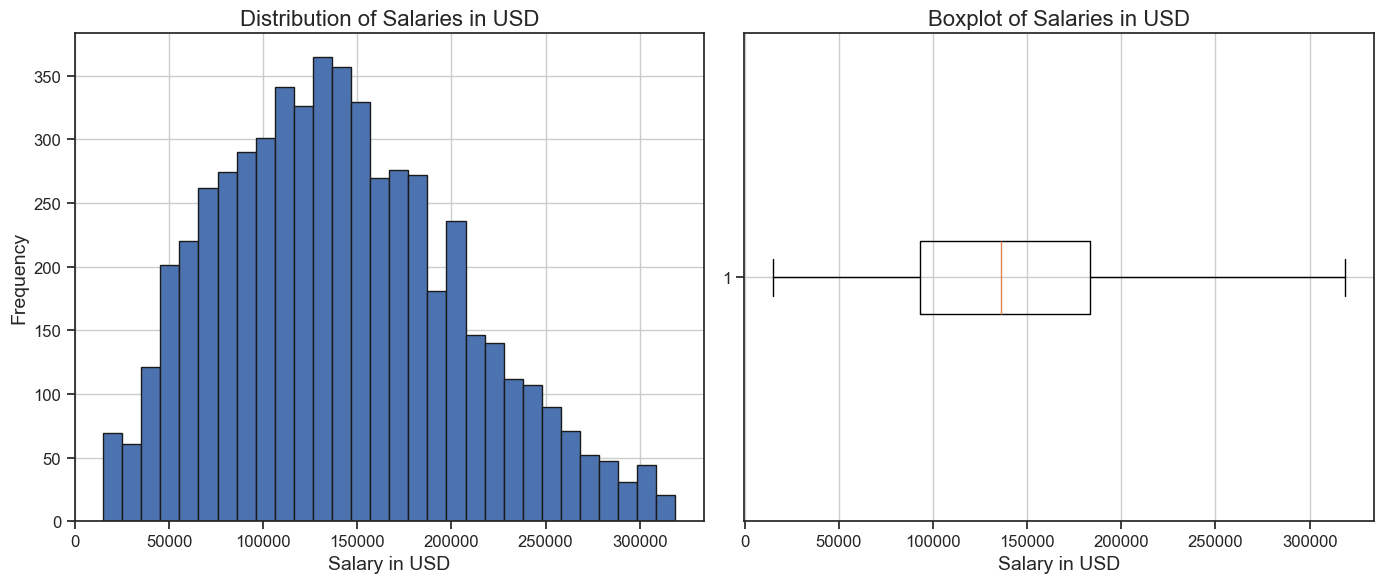 Distribution of Salaries in USD
350
300
250
200
150
100
50
0
Frequency
0 50000 100000 150000 200000 250000 300000
Salary in USD
Boxplot of Salaries in USD
1
0 50000 100000 150000 200000 250000 300000
Salary in USD